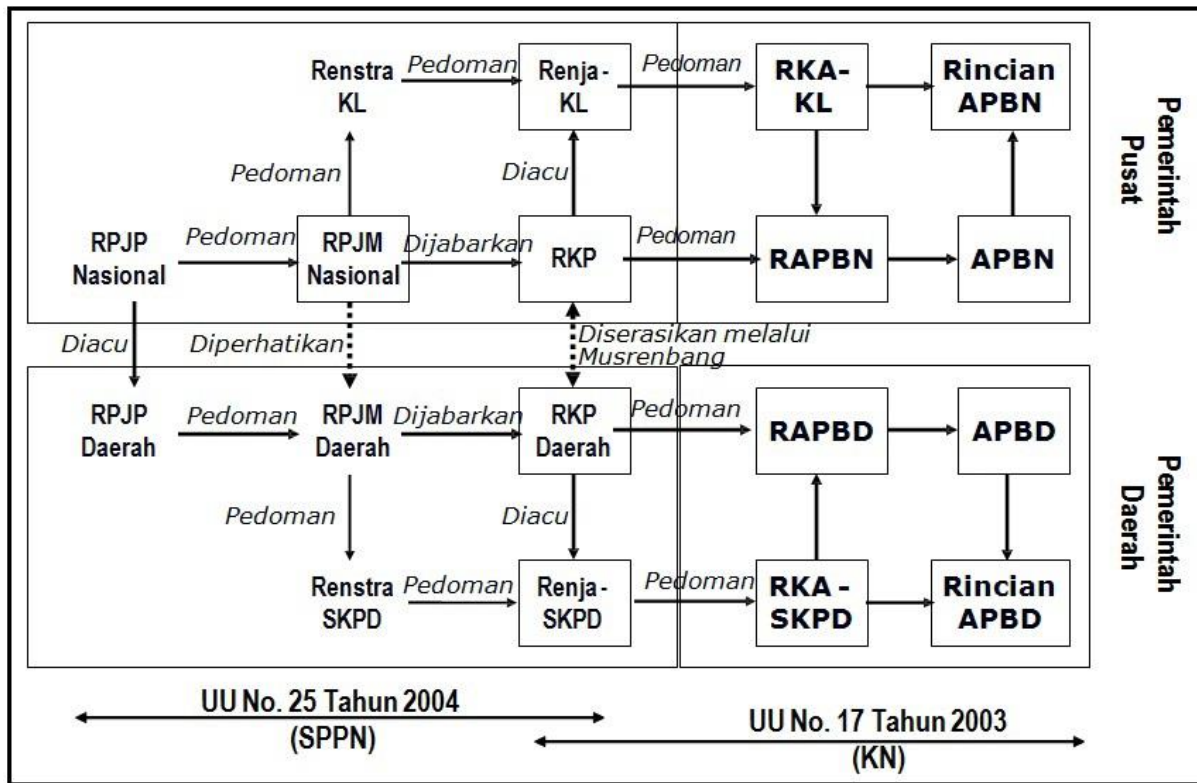 Renstra
KL
Pedoman
Renja -
KL
Pedoman
RKA-
KL
Rincian
APBN
Pemerintah
Pusat
Pedoman
Diacu
RPJP
Nasional
Pedoman
RPJM
Nasional
Dijabarkan
RKP
Pedoman
RAPBN
APBN
Diacu
Diperhatikan
Diserasikan melalui
Musrenbang
RPJP
Daerah
Pedoman
RPJM
Daerah
Dijabarkan
RKP
Daerah
Pedoman
RAPBD
APBD
Pemerintah
Daerah
Pedoman
Diacu
Renstra
SKPD
Pedoman
Renja -
SKPD
Pedoman
RKA -
SKPD
Rincian
APBD
UU No. 25 Tahun 2004
(SPPN)
UU No. 17 Tahun 2003
(KN)